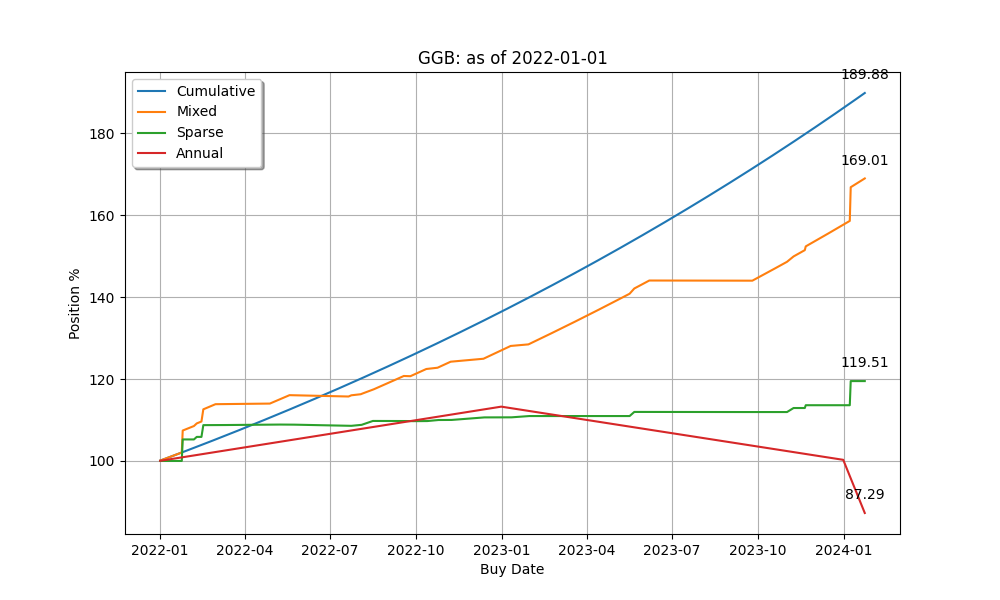 GGB: as of 2022-01-01
189.88
Cumulative
Mixed
Sparse
Annual
180
169.01
160
140
Position %
120
119.51
100
87.29
2022-01 2022-04 2022-07 2022-10 2023-01 2023-04 2023-07 2023-10 2024-01
Buy Date